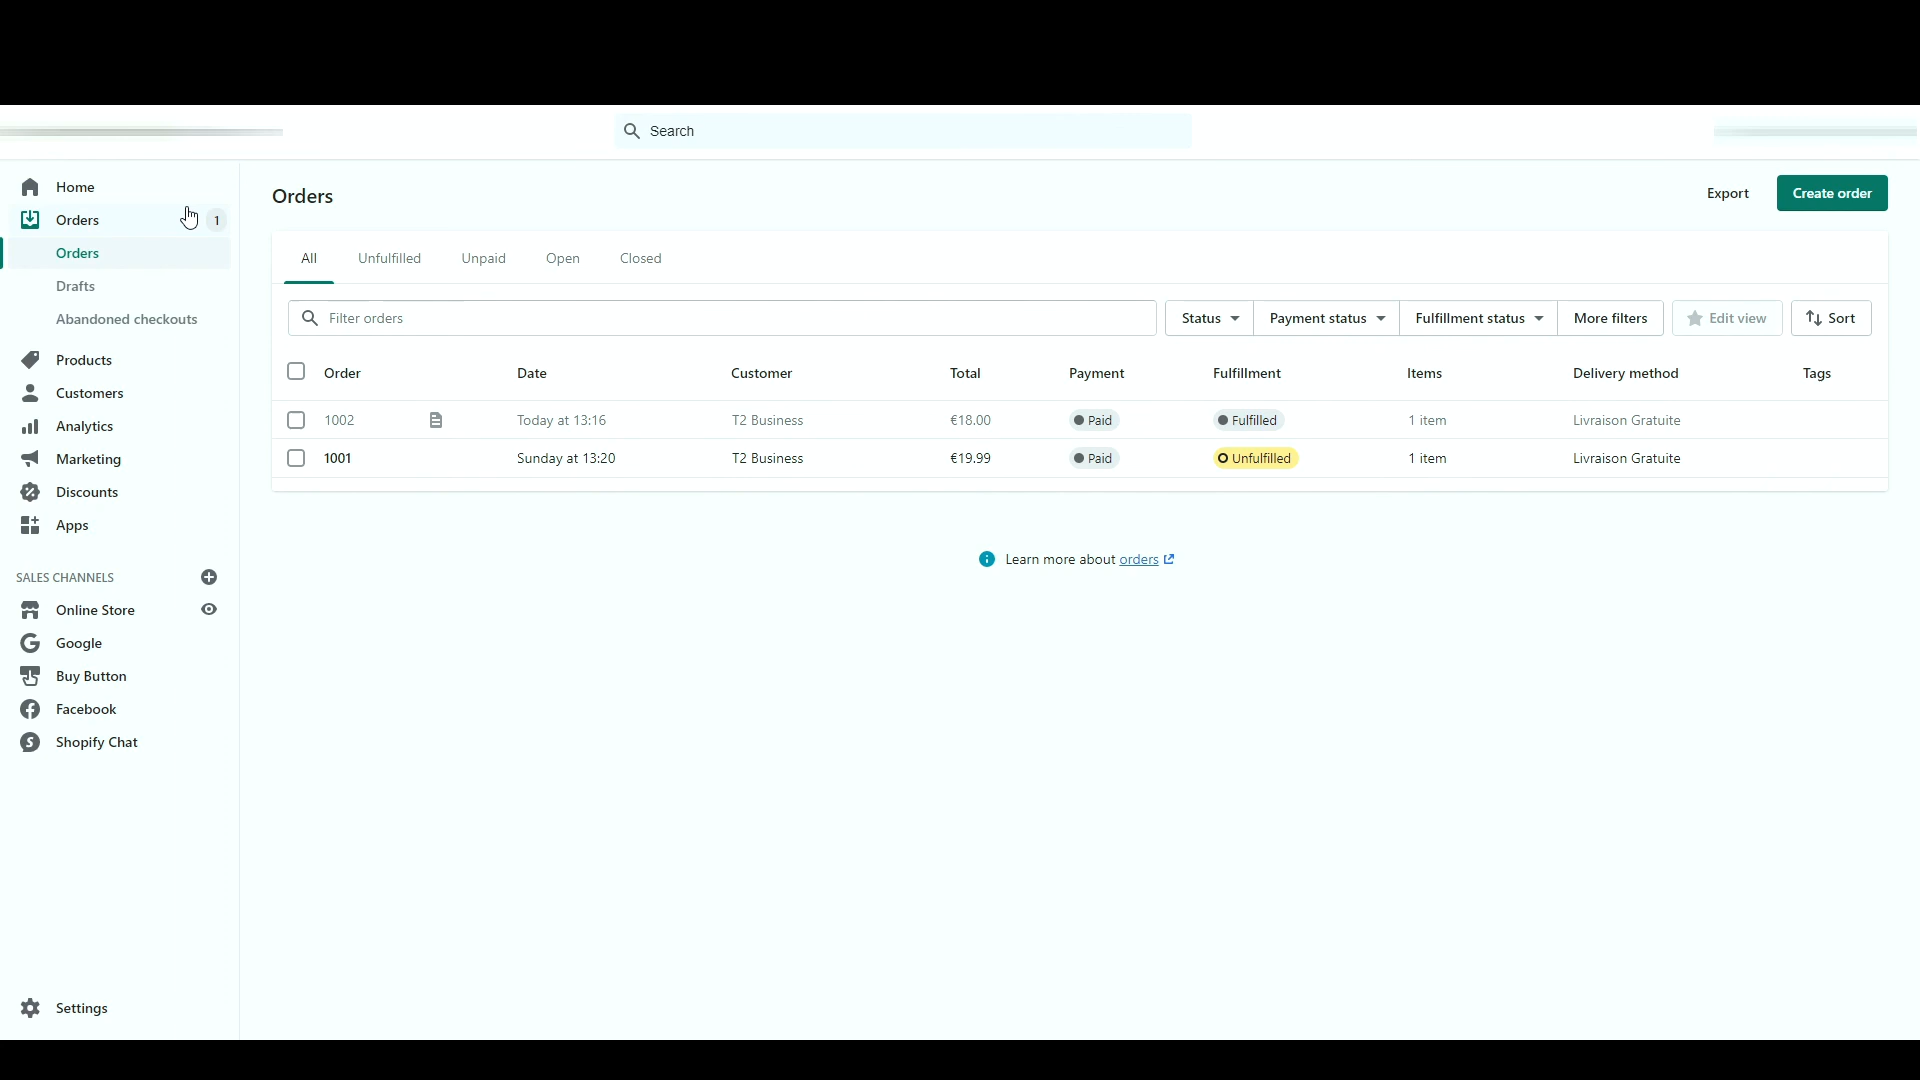 Search
Home
Orders 1
Orders
Drafts
Abandoned checkouts
Products
Customers
Analytics
Marketing
Discounts
Apps
SALES CHANNELS
Online Store
Google
Buy Button
Facebook
Shopify Chat
Settings
Orders
Export Create order
All Unfulfilled Unpaid Open Closed
Filter orders Status Payment status Fulfillment status More filters Edit view Sort
Order Date Customer Total Payment Fulfillment Items Delivery method Tags
1002 Today at 13:16 T2 Business €18.00 Paid Fulfilled 1 item Livraison Gratuite
1001 Sunday at 13:20 T2 Business €19.99 Paid Unfulfilled 1 item Livraison Gratuite
Learn more about orders